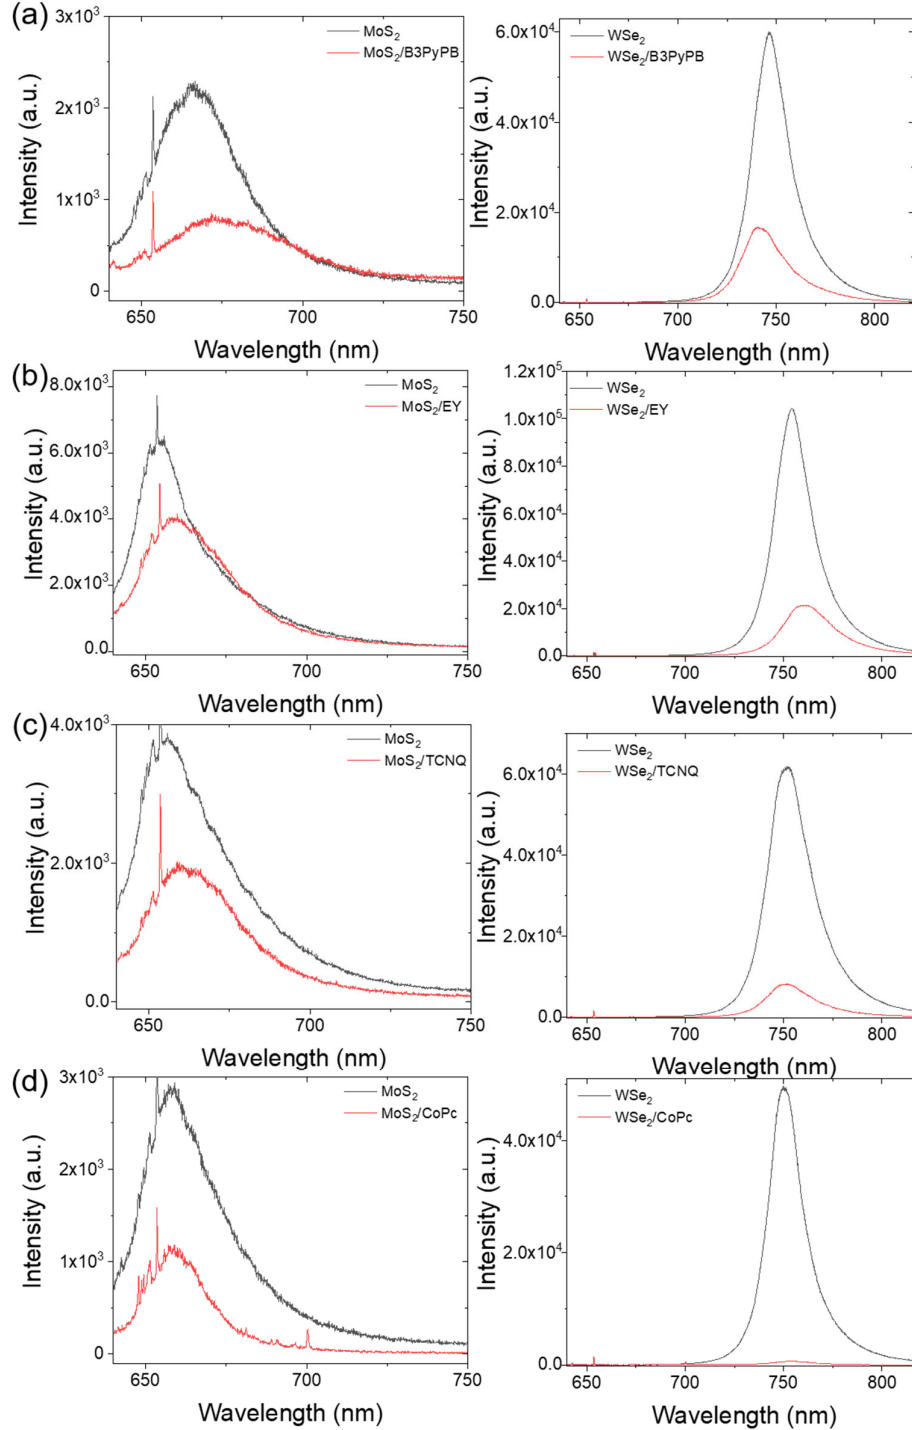 (a)
3x10³
2x10³
1x10³
0
Intensity (a.u.)
MoS₂
MoS₂/B3PyPB
650
700
750
Wavelength (nm)
6.0x10⁴
4.0x10⁴
2.0x10⁴
0.0
Intensity (a.u.)
WSe₂
WSe₂/B3PyPB
650
700
750
800
Wavelength (nm)
(b)
8.0x10³
6.0x10³
4.0x10³
2.0x10³
0.0
Intensity (a.u.)
MoS₂
MoS₂/EY
650
700
750
Wavelength (nm)
1.2x10⁵
1.0x10⁵
8.0x10⁴
6.0x10⁴
4.0x10⁴
2.0x10⁴
0.0
Intensity (a.u.)
WSe₂
WSe₂/EY
650
700
750
800
Wavelength (nm)
(c)
4.0x10³
2.0x10³
0.0
Intensity (a.u.)
MoS₂
MoS₂/TCNQ
650
700
750
Wavelength (nm)
6.0x10⁴
4.0x10⁴
2.0x10⁴
0.0
Intensity (a.u.)
WSe₂
WSe₂/TCNQ
650
700
750
800
Wavelength (nm)
(d)
3x10³
2x10³
1x10³
0
Intensity (a.u.)
MoS₂
MoS₂/CoPc
650
700
750
Wavelength (nm)
4.0x10⁴
2.0x10⁴
0.0
Intensity (a.u.)
WSe₂
WSe₂/CoPc
650
700
750
800
Wavelength (nm)